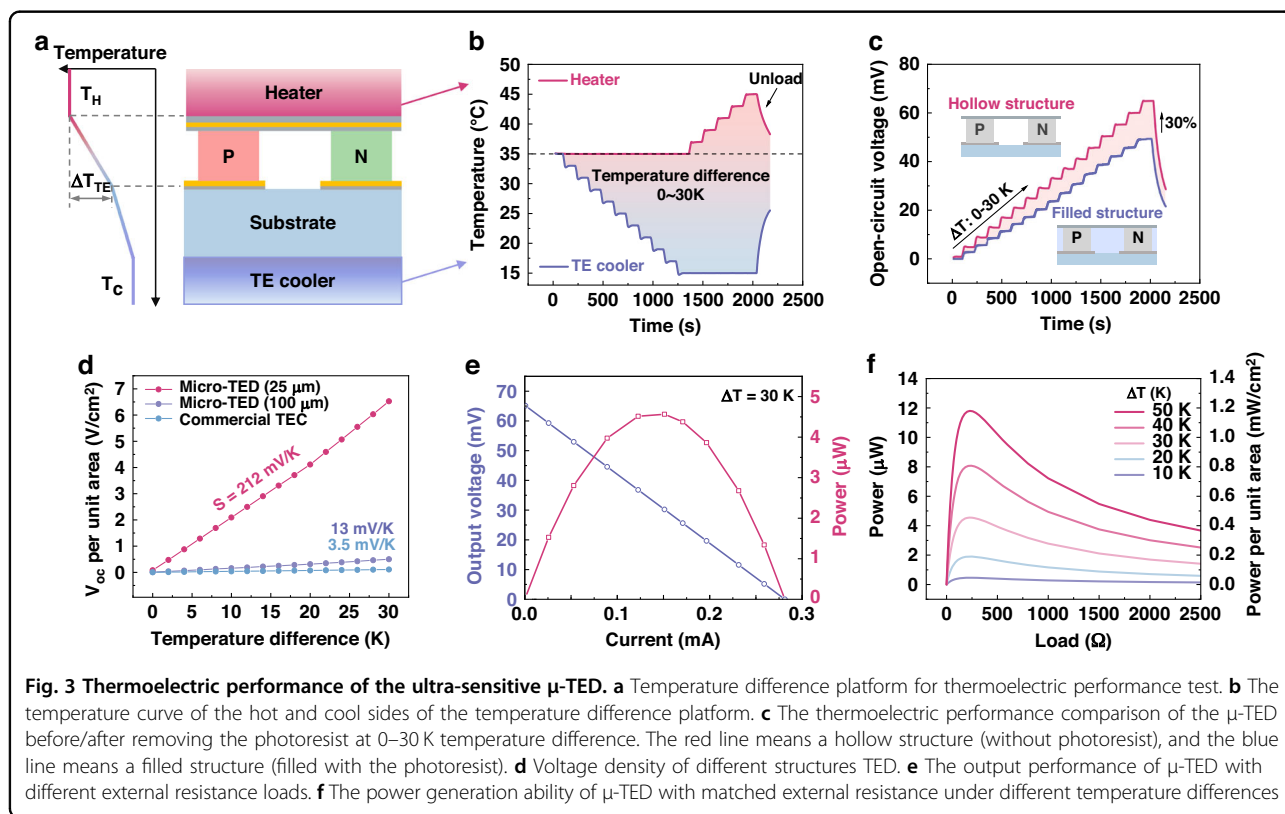 a
Temperature
T_H
ΔT_TE
T_C
Heater
P
N
Substrate
TE cooler
b
Temperature (°C)
50
45
40
35
30
25
20
15
Heater
Unload
Temperature difference
0~30K
TE cooler
0 500 1000 1500 2000 2500
Time (s)
c
Open-circuit voltage (mV)
80
60
40
20
0
Hollow structure
P N
30%
ΔT: 0-30 K
Filled structure
P N
0 500 1000 1500 2000 2500
Time (s)
d
V_oc per unit area (V/cm²)
7
6
5
4
3
2
1
0
Micro-TED (25 μm)
Micro-TED (100 μm)
Commercial TEC
S = 212 mV/K
13 mV/K
3.5 mV/K
0 5 10 15 20 25 30
Temperature difference (K)
e
Output voltage (mV)
70
60
50
40
30
20
10
0
ΔT = 30 K
5
4
3
2
1
0
Power (μW)
0.0 0.1 0.2 0.3
Current (mA)
f
Power (μW)
14
12
10
8
6
4
2
0
ΔT (K)
50 K
40 K
30 K
20 K
10 K
1.4
1.2
1.0
0.8
0.6
0.4
0.2
0.0
Power per unit area (mW/cm²)
0 500 1000 1500 2000 2500
Load (Ω)
Fig. 3 Thermoelectric performance of the ultra-sensitive μ-TED. a Temperature difference platform for thermoelectric performance test. b The
temperature curve of the hot and cool sides of the temperature difference platform. c The thermoelectric performance comparison of the μ-TED
before/after removing the photoresist at 0–30 K temperature difference. The red line means a hollow structure (without photoresist), and the blue
line means a filled structure (filled with the photoresist). d Voltage density of different structures TED. e The output performance of μ-TED with
different external resistance loads. f The power generation ability of μ-TED with matched external resistance under different temperature differences